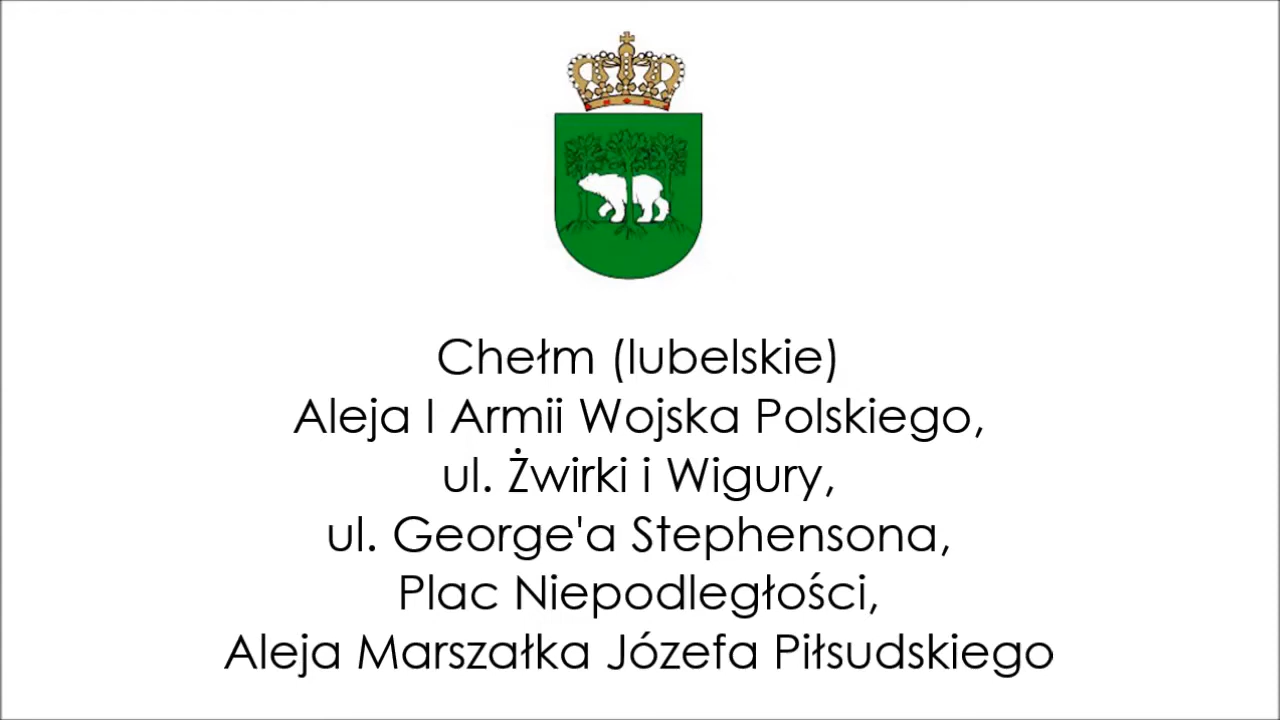 Chełm (lubelskie)
Aleja I Armii Wojska Polskiego,
ul. Żwirki i Wigury,
ul. George'a Stephensona,
Plac Niepodległości,
Aleja Marszałka Józefa Piłsudskiego